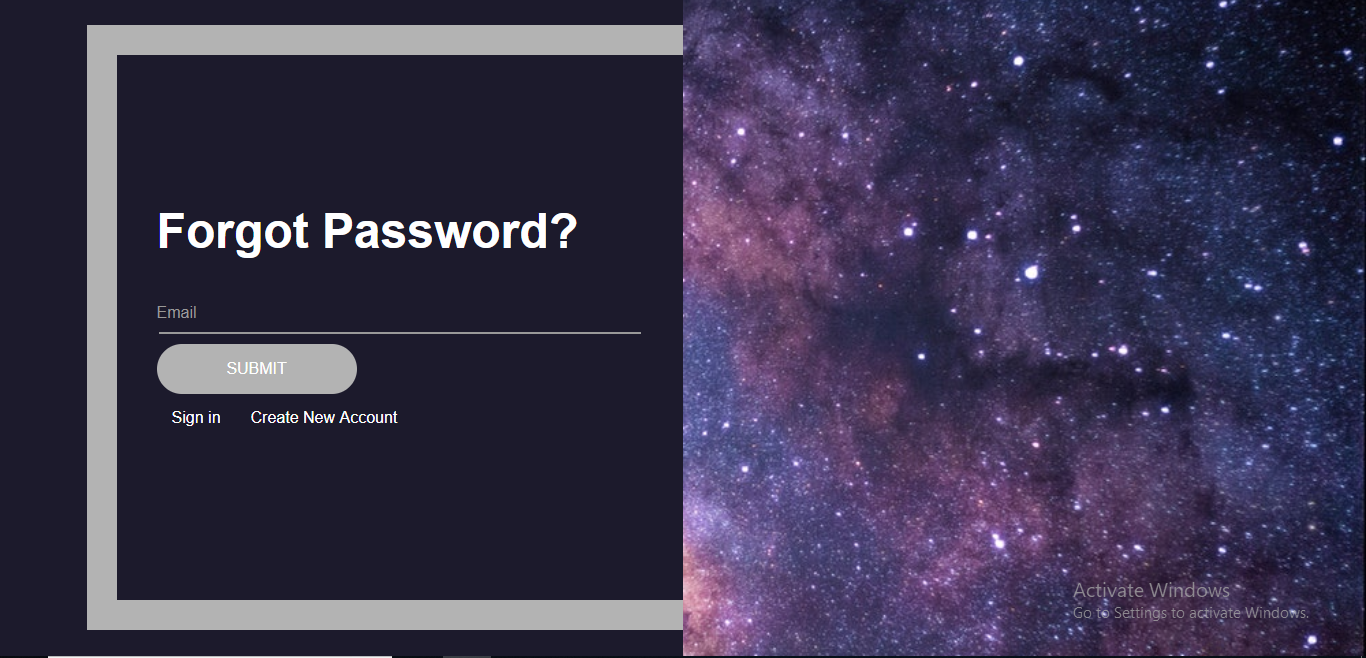 Forgot Password?
Email
SUBMIT
Sign in Create New Account
Activate Windows
Go to Settings to activate Windows.